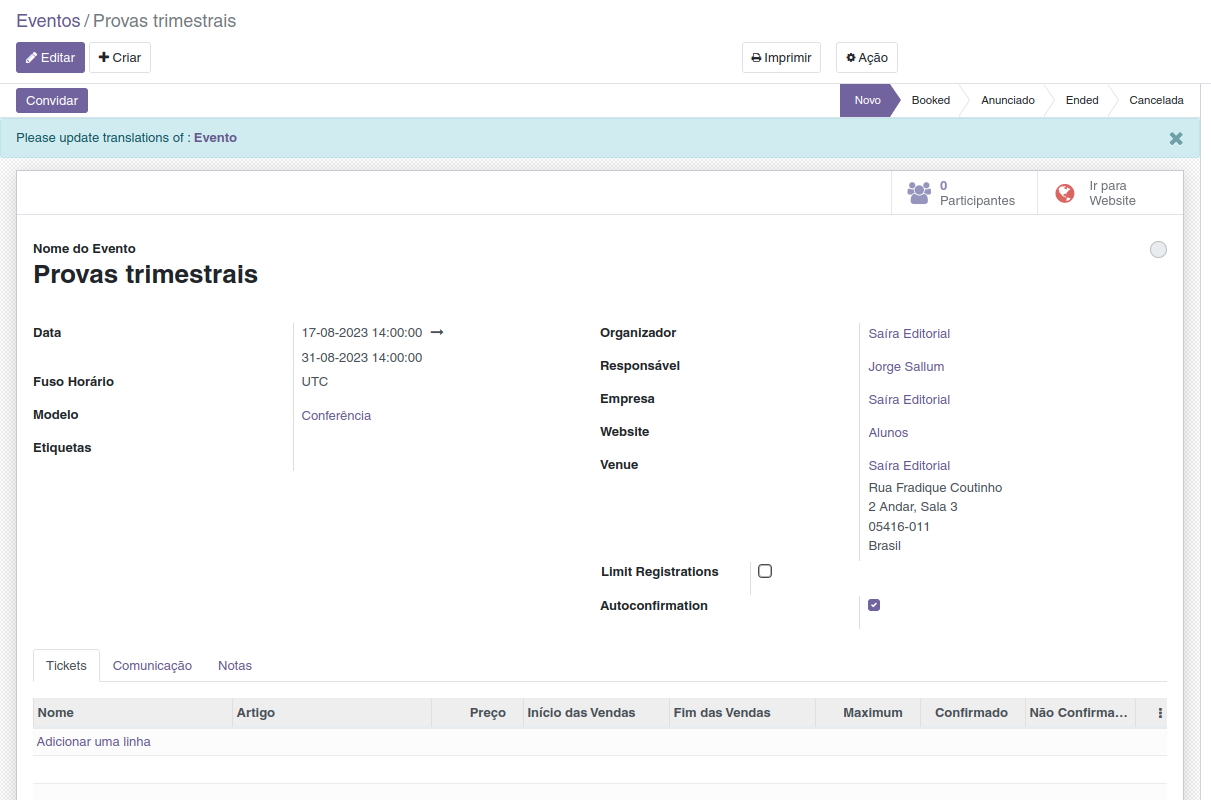 Eventos / Provas trimestrais
Editar
Criar
Imprimir
Ação
Convidar
Novo
Booked
Anunciado
Ended
Cancelada
Please update translations of : Evento
0
Participantes
Ir para
Website
Nome do Evento
Provas trimestrais
Data
17-08-2023 14:00:00
31-08-2023 14:00:00
Fuso Horário
UTC
Modelo
Conferência
Etiquetas
Organizador
Saíra Editorial
Responsável
Jorge Sallum
Empresa
Saíra Editorial
Website
Alunos
Venue
Saíra Editorial
Rua Fradique Coutinho
2 Andar, Sala 3
05416-011
Brasil
Limit Registrations
Autoconfirmation
Tickets
Comunicação
Notas
Nome
Artigo
Preço
Início das Vendas
Fim das Vendas
Maximum
Confirmado
Não Confirma...
Adicionar uma linha